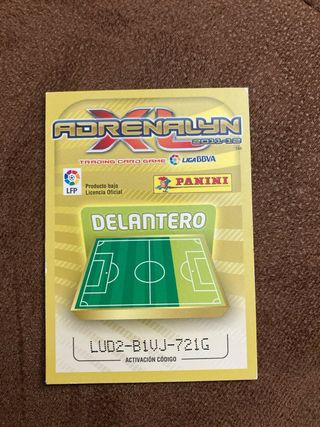 ADRENALYN
XL
2011-12
TRADING CARD GAME LIGA BBVA
LFP
Producto bajo
Licencia Oficial
PANINI
DELANTERO
LUD2-B1VJ-721G
ACTIVACIÓN CÓDIGO